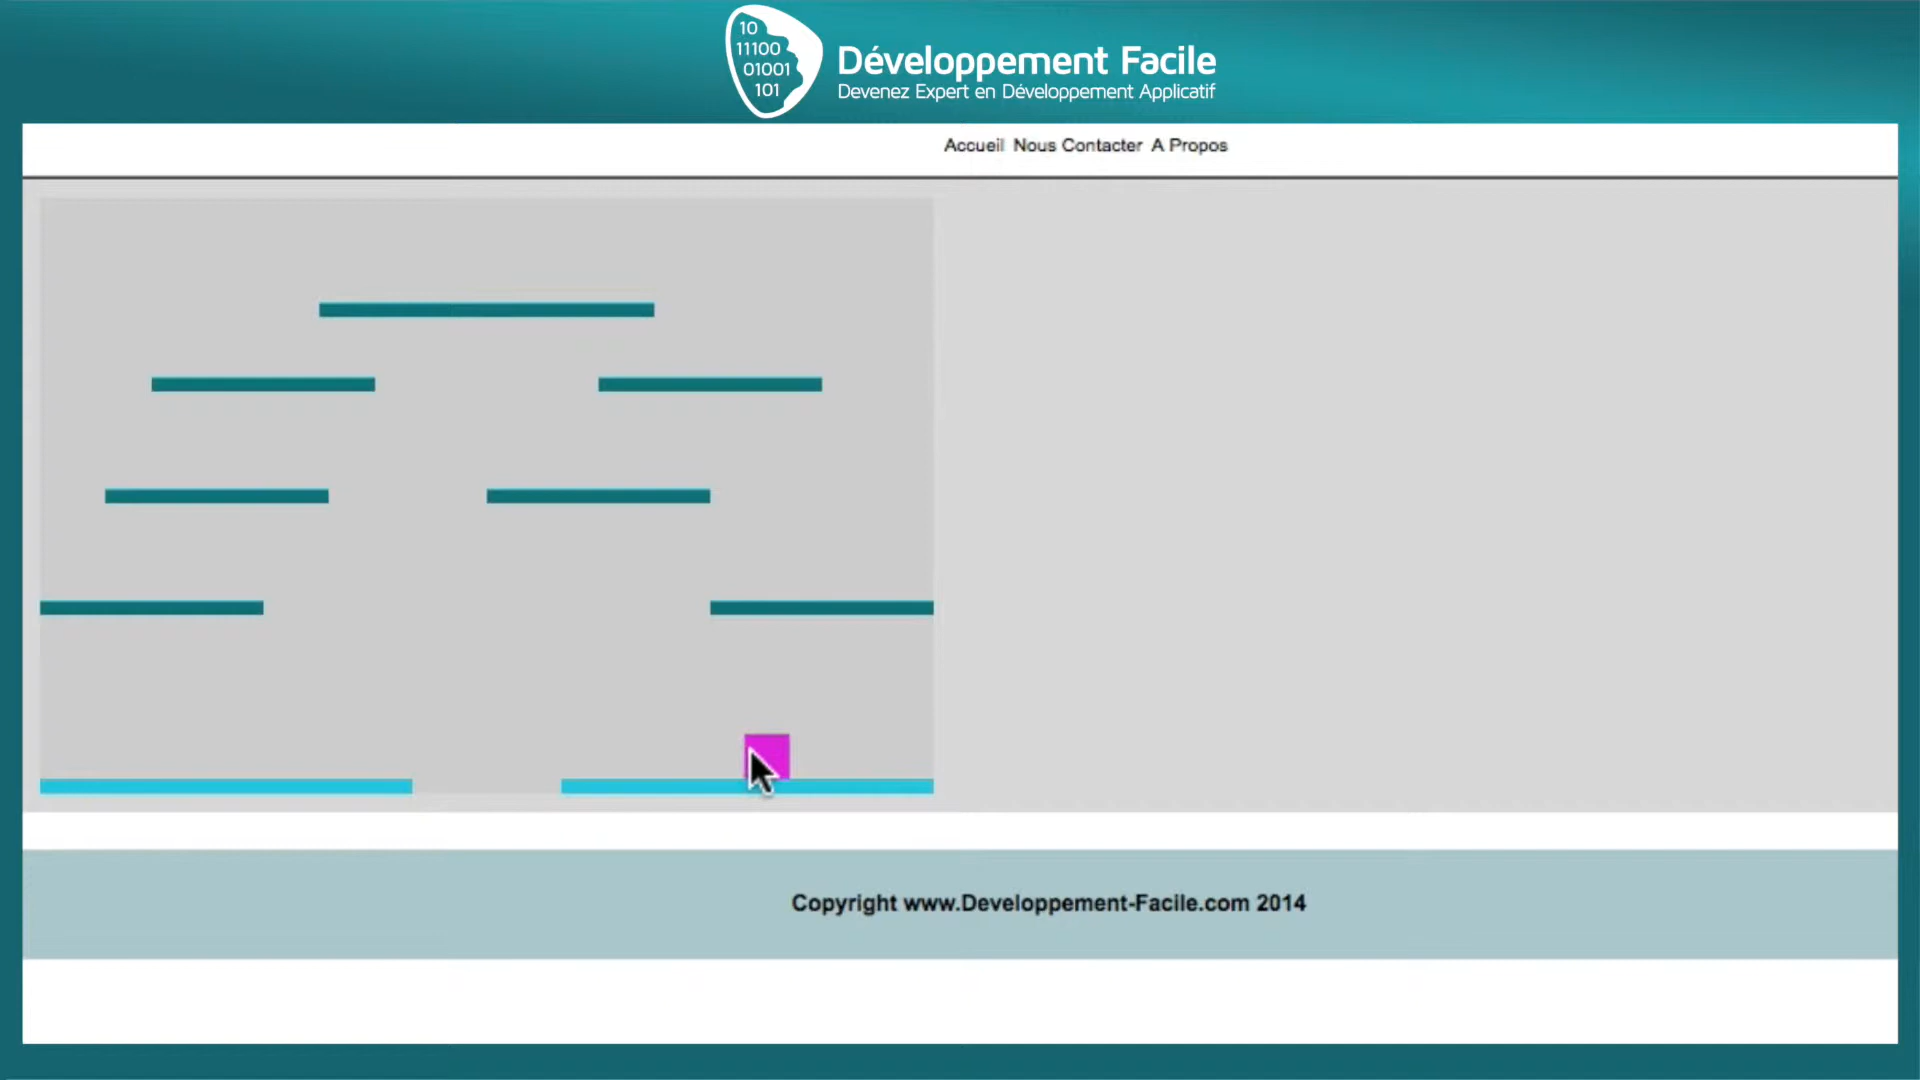 10
11100
01001
101
Développement Facile
Devenez Expert en Développement Applicatif
Accueil Nous Contacter A Propos
Copyright www.Developpement-Facile.com 2014